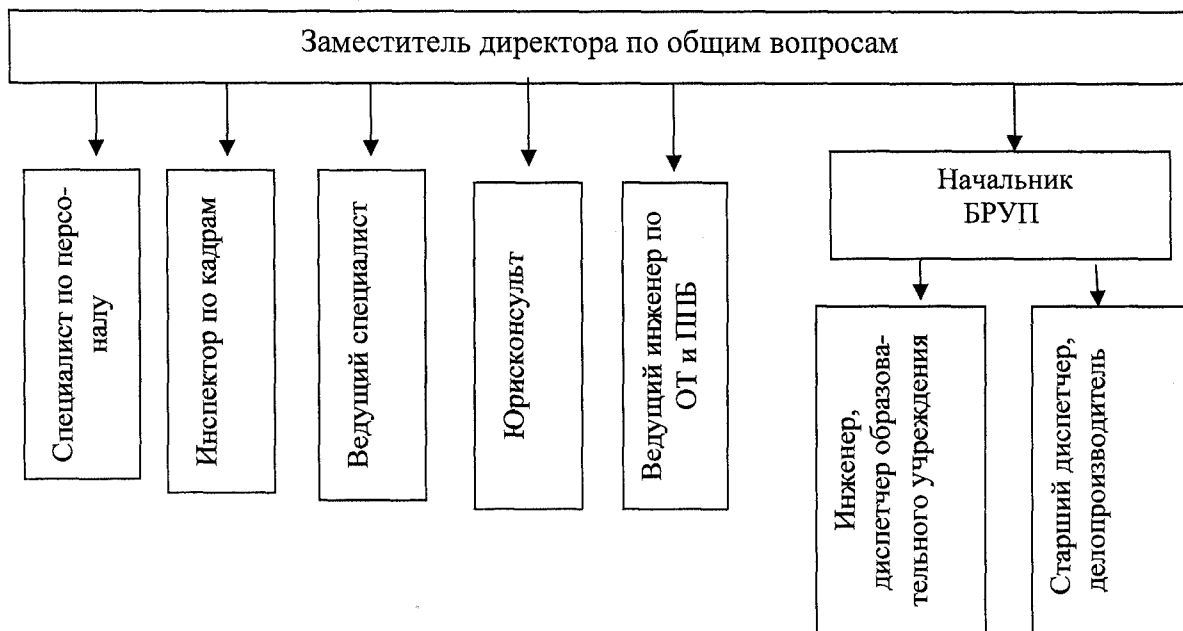 Заместитель директора по общим вопросам
Специалист по персо-
налу
Инспектор по кадрам
Ведущий специалист
Юрисконсульт
Ведущий инженер по
ОТ и ППБ
Начальник
БРУП
Инженер,
диспетчер образова-
тельного учреждения
Старший диспетчер,
делопроизводитель